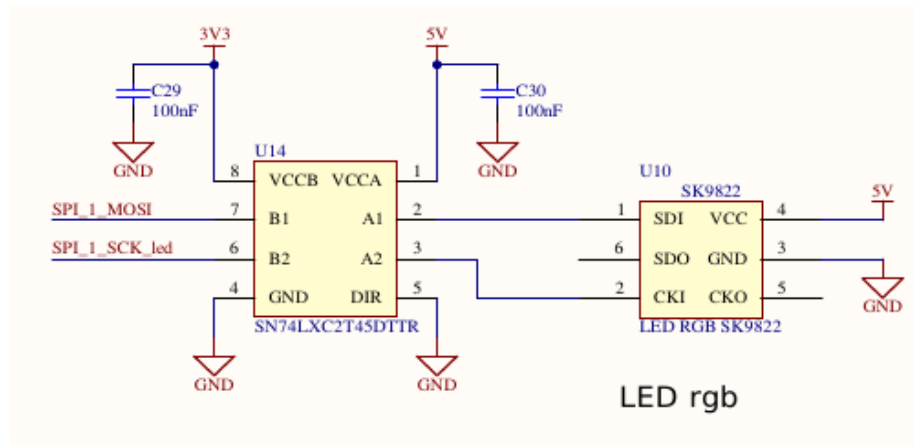 3V3
5V
C29
100nF
C30
100nF
GND
GND
U14
8 VCCB VCCA 1
SPI_1_MOSI 7 B1 A1 2
SPI_1_SCK_led 6 B2 A2 3
4 GND DIR 5
SN74LXC2T45DTTR
GND
GND
U10
SK9822
5V
1 SDI VCC 4
6 SDO GND 3
2 CKI CKO 5
LED RGB SK9822
GND
LED rgb